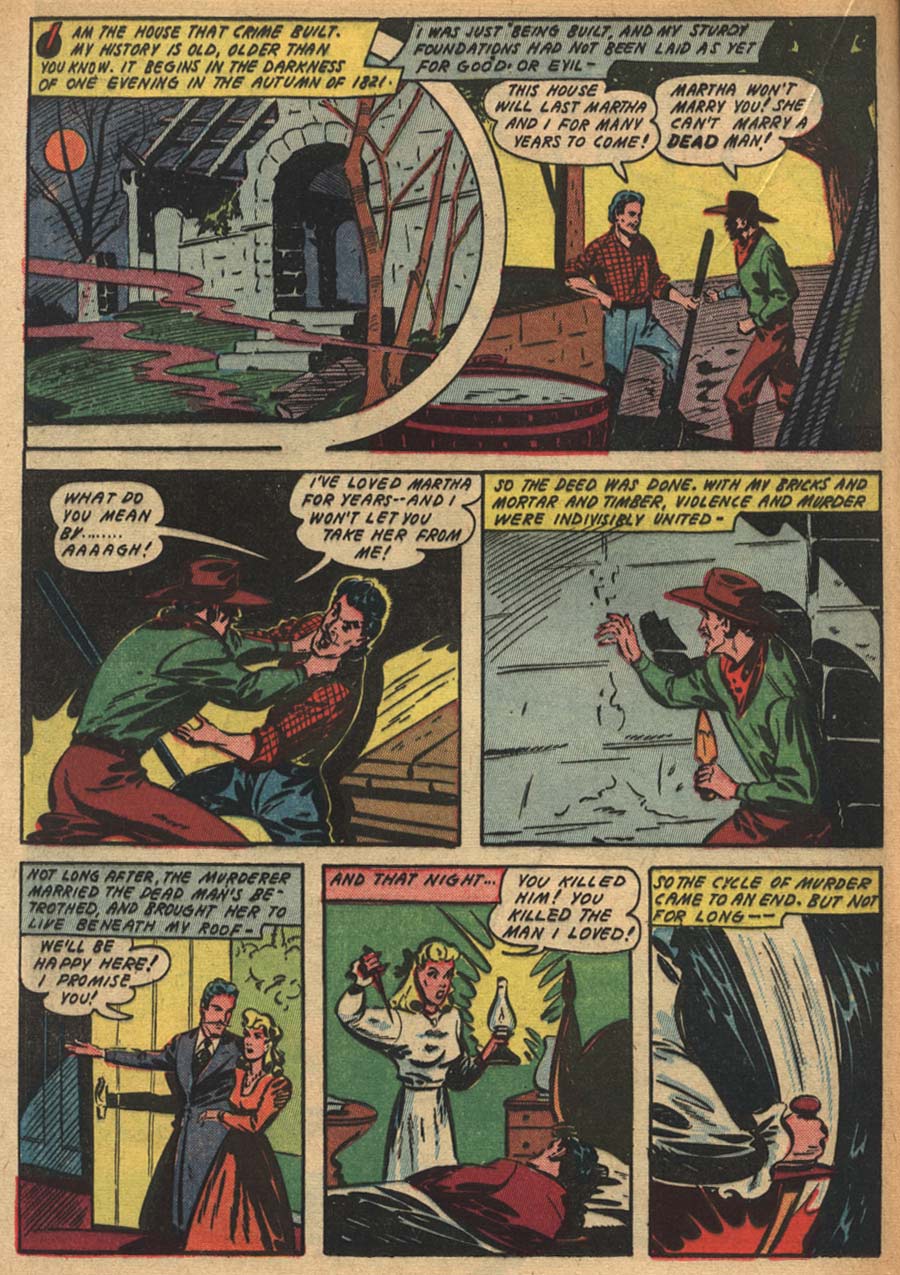 I AM THE HOUSE THAT CRIME BUILT.
MY HISTORY IS OLD, OLDER THAN
YOU KNOW. IT BEGINS IN THE DARKNESS
OF ONE EVENING IN THE AUTUMN OF 1821.
I WAS JUST BEING BUILT, AND MY STURDY
FOUNDATIONS HAD NOT BEEN LAID AS YET
FOR GOOD OR EVIL-
THIS HOUSE
WILL LAST MARTHA
AND I FOR MANY
YEARS TO COME!
MARTHA WON'T
MARRY YOU! SHE
CAN'T MARRY A
DEAD MAN!
WHAT DO
YOU MEAN
BY........
AAAAGH!
I'VE LOVED MARTHA
FOR YEARS--AND I
WON'T LET YOU
TAKE HER FROM
ME!
SO THE DEED WAS DONE. WITH MY BRICKS AND
MORTAR AND TIMBER, VIOLENCE AND MURDER
WERE INDIVISIBLY UNITED-
NOT LONG AFTER, THE MURDERER
MARRIED THE DEAD MAN'S BE-
TROTHED, AND BROUGHT HER TO
LIVE BENEATH MY ROOF-
WE'LL BE
HAPPY HERE!
I PROMISE
YOU!
AND THAT NIGHT...
YOU KILLED
HIM! YOU
KILLED THE
MAN I LOVED!
SO THE CYCLE OF MURDER
CAME TO AN END. BUT NOT
FOR LONG--